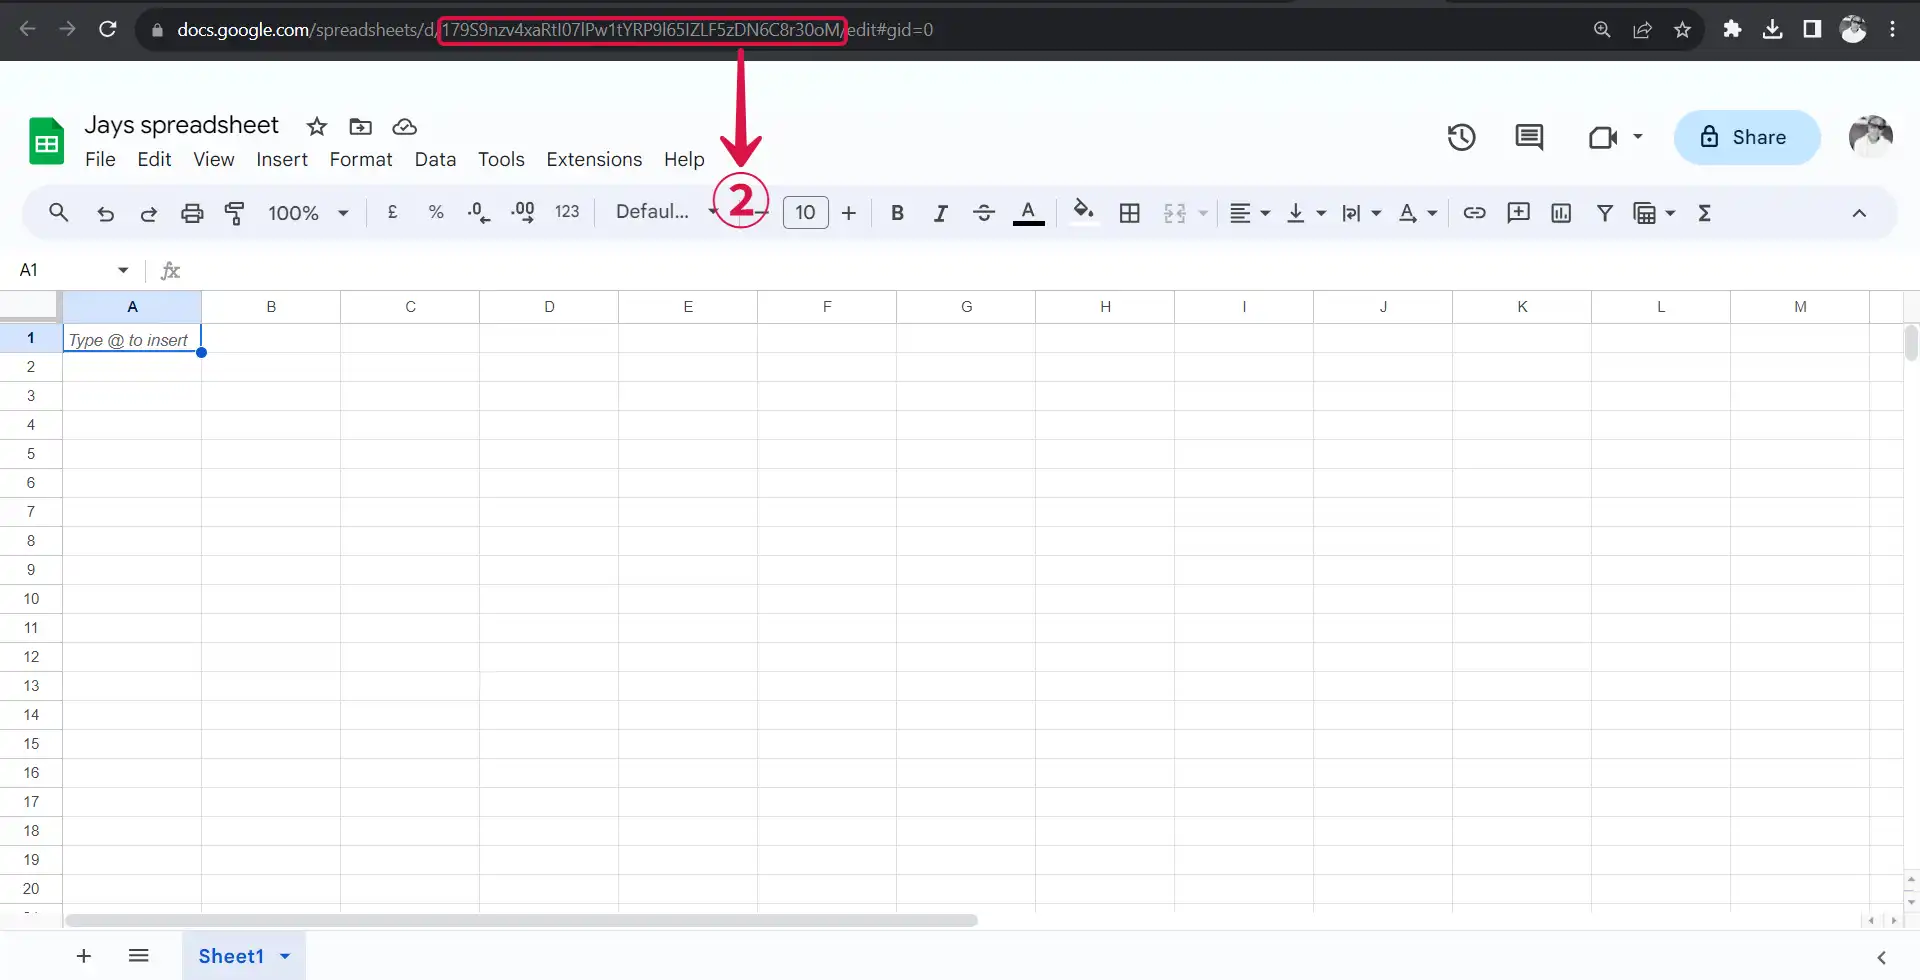 docs.google.com/spreadsheets/d/179S9nzv4xaRtI07lPw1tYRP9l65IZLF5zDN6C8r30oM/edit#gid=0
Jays spreadsheet
File Edit View Insert Format Data Tools Extensions Help
Share
2
100% £ % .0 .00 123 Defaul... 10 B I S A A Σ
A1 fx
A B C D E F G H I J K L M
1 Type @ to insert
2
3
4
5
6
7
8
9
10
11
12
13
14
15
16
17
18
19
20
Sheet1